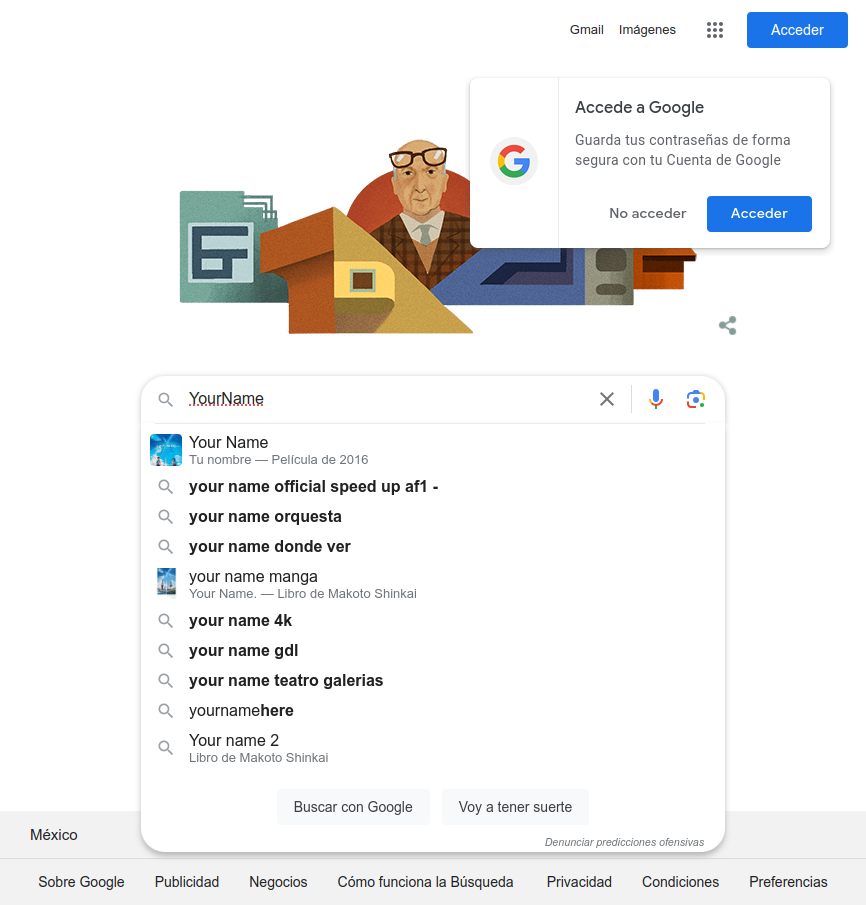 Gmail
Imágenes
Acceder
Accede a Google
Guarda tus contraseñas de forma
segura con tu Cuenta de Google
No acceder
Acceder
YourName
Your Name
Tu nombre — Película de 2016
your name official speed up af1 -
your name orquesta
your name donde ver
your name manga
Your Name. — Libro de Makoto Shinkai
your name 4k
your name gdl
your name teatro galerias
yournamehere
Your name 2
Libro de Makoto Shinkai
Buscar con Google
Voy a tener suerte
Denunciar predicciones ofensivas
México
Sobre Google
Publicidad
Negocios
Cómo funciona la Búsqueda
Privacidad
Condiciones
Preferencias